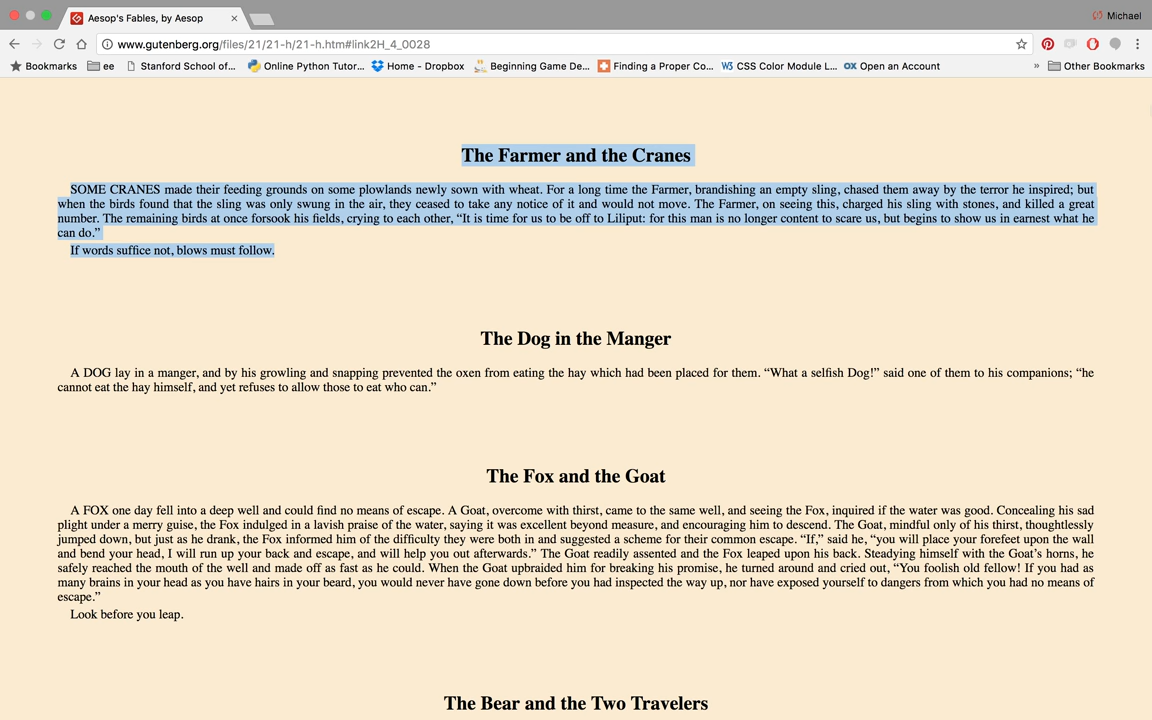 Aesop's Fables, by Aesop
Michael
www.gutenberg.org/files/21/21-h/21-h.htm#link2H_4_0028
Bookmarks ee Stanford School of... Online Python Tutor... Home - Dropbox Beginning Game De... Finding a Proper Co... W3 CSS Color Module L... OX Open an Account » Other Bookmarks
The Farmer and the Cranes
SOME CRANES made their feeding grounds on some plowlands newly sown with wheat. For a long time the Farmer, brandishing an empty sling, chased them away by the terror he inspired; but
when the birds found that the sling was only swung in the air, they ceased to take any notice of it and would not move. The Farmer, on seeing this, charged his sling with stones, and killed a great
number. The remaining birds at once forsook his fields, crying to each other, “It is time for us to be off to Liliput: for this man is no longer content to scare us, but begins to show us in earnest what he
can do.”
If words suffice not, blows must follow.
The Dog in the Manger
A DOG lay in a manger, and by his growling and snapping prevented the oxen from eating the hay which had been placed for them. “What a selfish Dog!” said one of them to his companions; “he
cannot eat the hay himself, and yet refuses to allow those to eat who can.”
The Fox and the Goat
A FOX one day fell into a deep well and could find no means of escape. A Goat, overcome with thirst, came to the same well, and seeing the Fox, inquired if the water was good. Concealing his sad
plight under a merry guise, the Fox indulged in a lavish praise of the water, saying it was excellent beyond measure, and encouraging him to descend. The Goat, mindful only of his thirst, thoughtlessly
jumped down, but just as he drank, the Fox informed him of the difficulty they were both in and suggested a scheme for their common escape. “If,” said he, “you will place your forefeet upon the wall
and bend your head, I will run up your back and escape, and will help you out afterwards.” The Goat readily assented and the Fox leaped upon his back. Steadying himself with the Goat’s horns, he
safely reached the mouth of the well and made off as fast as he could. When the Goat upbraided him for breaking his promise, he turned around and cried out, “You foolish old fellow! If you had as
many brains in your head as you have hairs in your beard, you would never have gone down before you had inspected the way up, nor have exposed yourself to dangers from which you had no means of
escape.”
Look before you leap.
The Bear and the Two Travelers